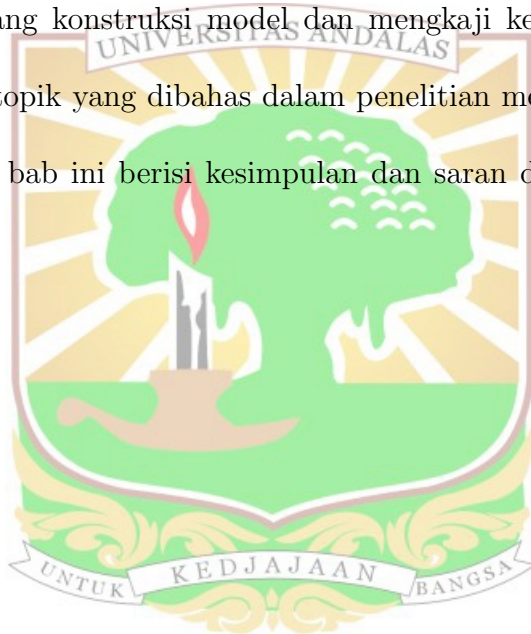 ang konstruksi model dan mengkaji ke
UNIVERSITAS ANDALAS
topik yang dibahas dalam penelitian me
bab ini berisi kesimpulan dan saran d
UNTUK KEDJAJAAN BANGSA